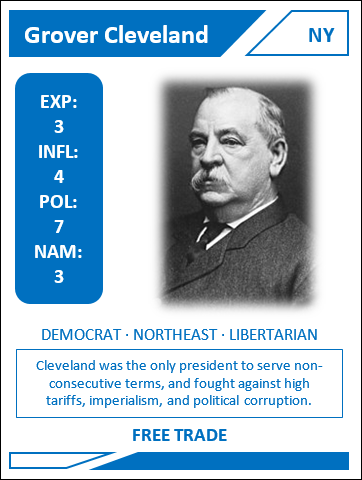 Grover Cleveland
NY
EXP:
3
INFL:
4
POL:
7
NAM:
3
DEMOCRAT · NORTHEAST · LIBERTARIAN
Cleveland was the only president to serve non-
consecutive terms, and fought against high
tariffs, imperialism, and political corruption.
FREE TRADE